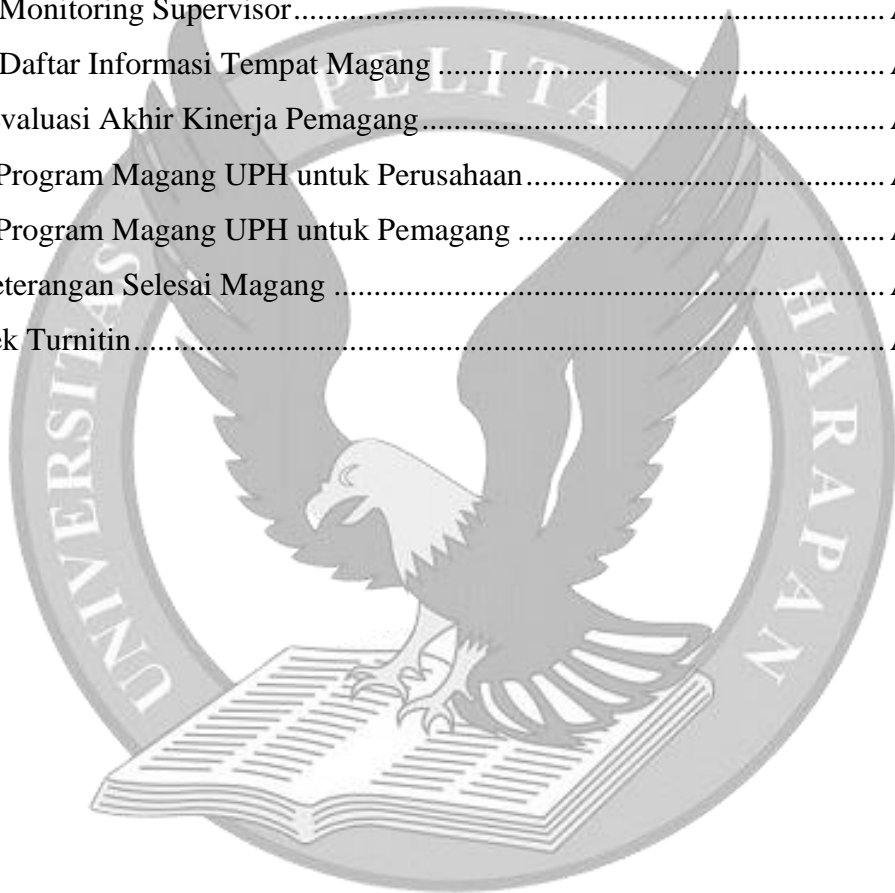 Monitoring Supervisor
Daftar Informasi Tempat Magang
valuasi Akhir Kinerja Pemagang
Program Magang UPH untuk Perusahaan
Program Magang UPH untuk Pemagang
eterangan Selesai Magang
ek Turnitin
UNIVERSITAS PELITA HARAPAN